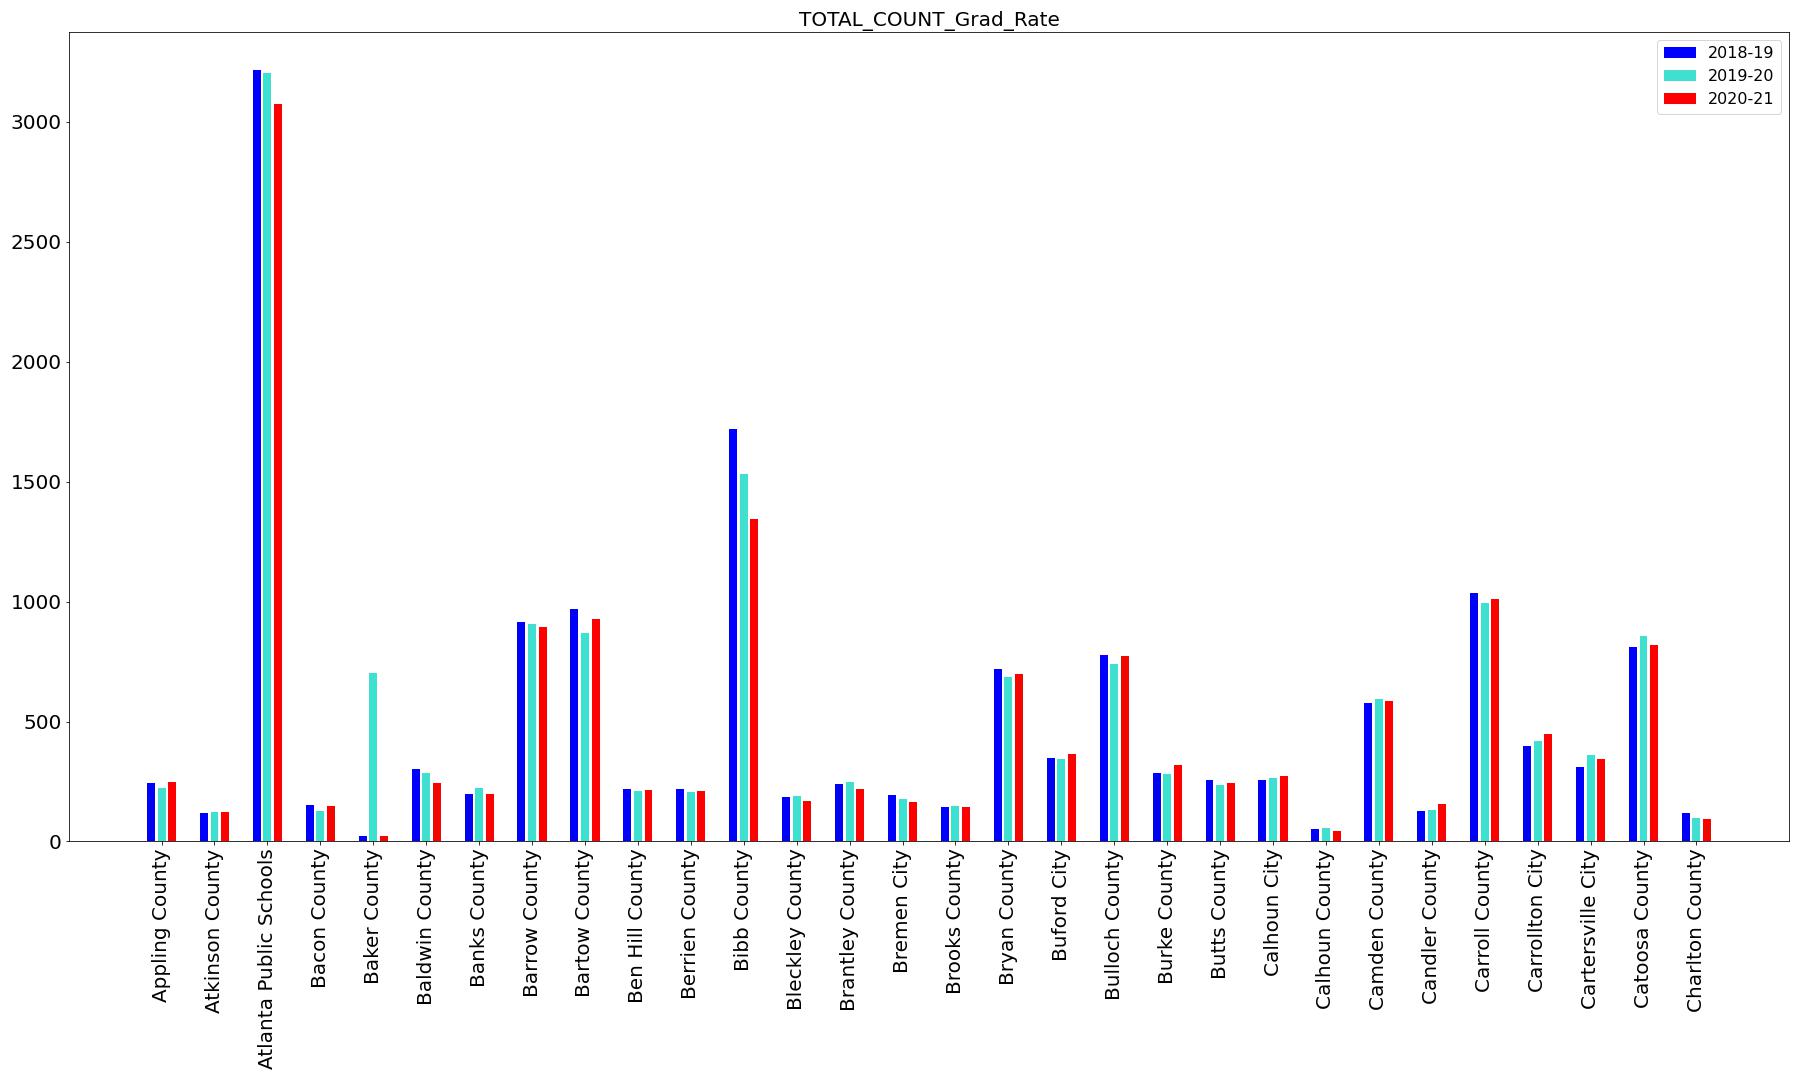 TOTAL_COUNT_Grad_Rate
2018-19
2019-20
2020-21
3000
2500
2000
1500
1000
500
0
Appling County
Atkinson County
Atlanta Public Schools
Bacon County
Baker County
Baldwin County
Banks County
Barrow County
Bartow County
Ben Hill County
Berrien County
Bibb County
Bleckley County
Brantley County
Bremen City
Brooks County
Bryan County
Buford City
Bulloch County
Burke County
Butts County
Calhoun City
Calhoun County
Camden County
Candler County
Carroll County
Carrollton City
Cartersville City
Catoosa County
Charlton County